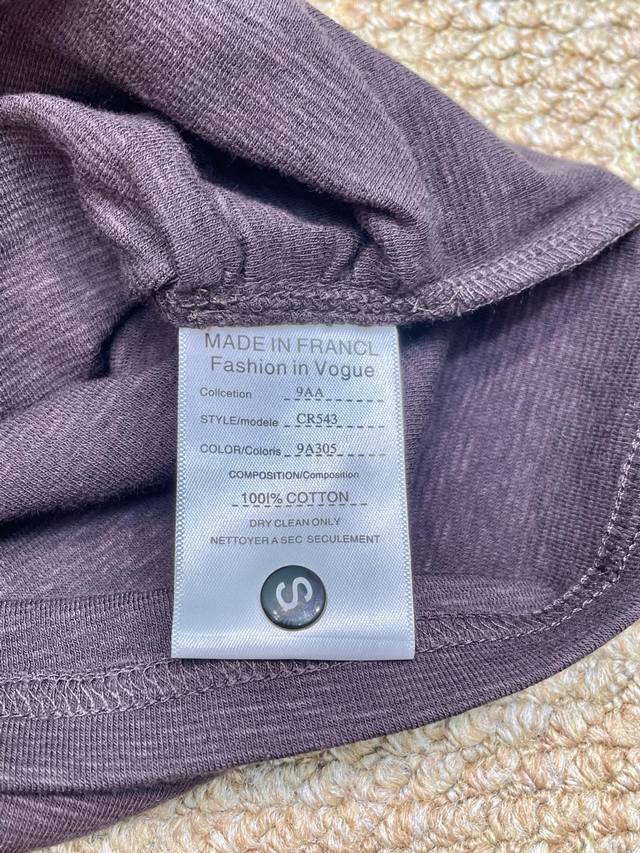 MADE IN FRANCL
Fashion in Vogue
Collcetion 9AA
STYLE/modele CR543
COLOR/Coloris 9A305
COMPOSITION/Composition
100I% COTTON
DRY CLEAN ONLY
NETTOYER A SEC SECULEMENT
S